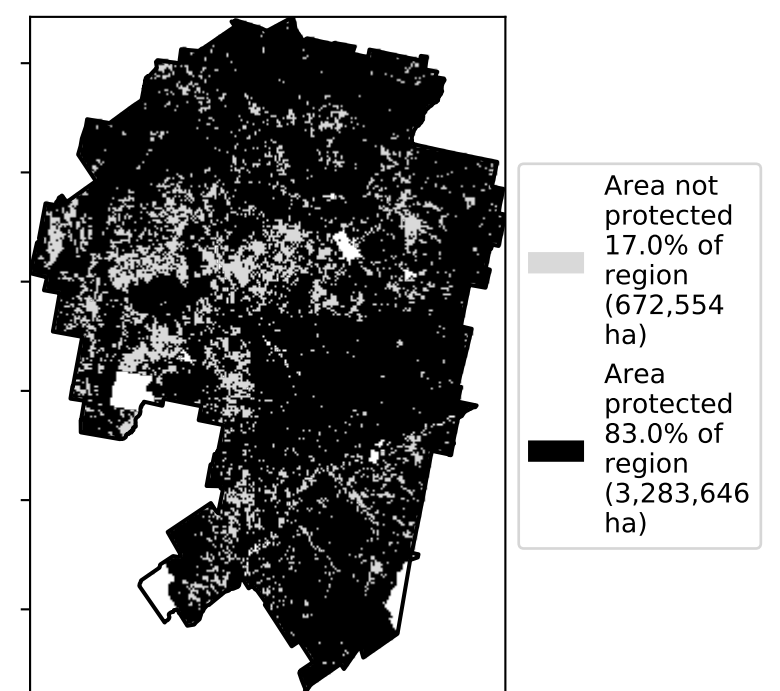 Area not
protected
17.0% of
region
(672,554
ha)
Area
protected
83.0% of
region
(3,283,646
ha)